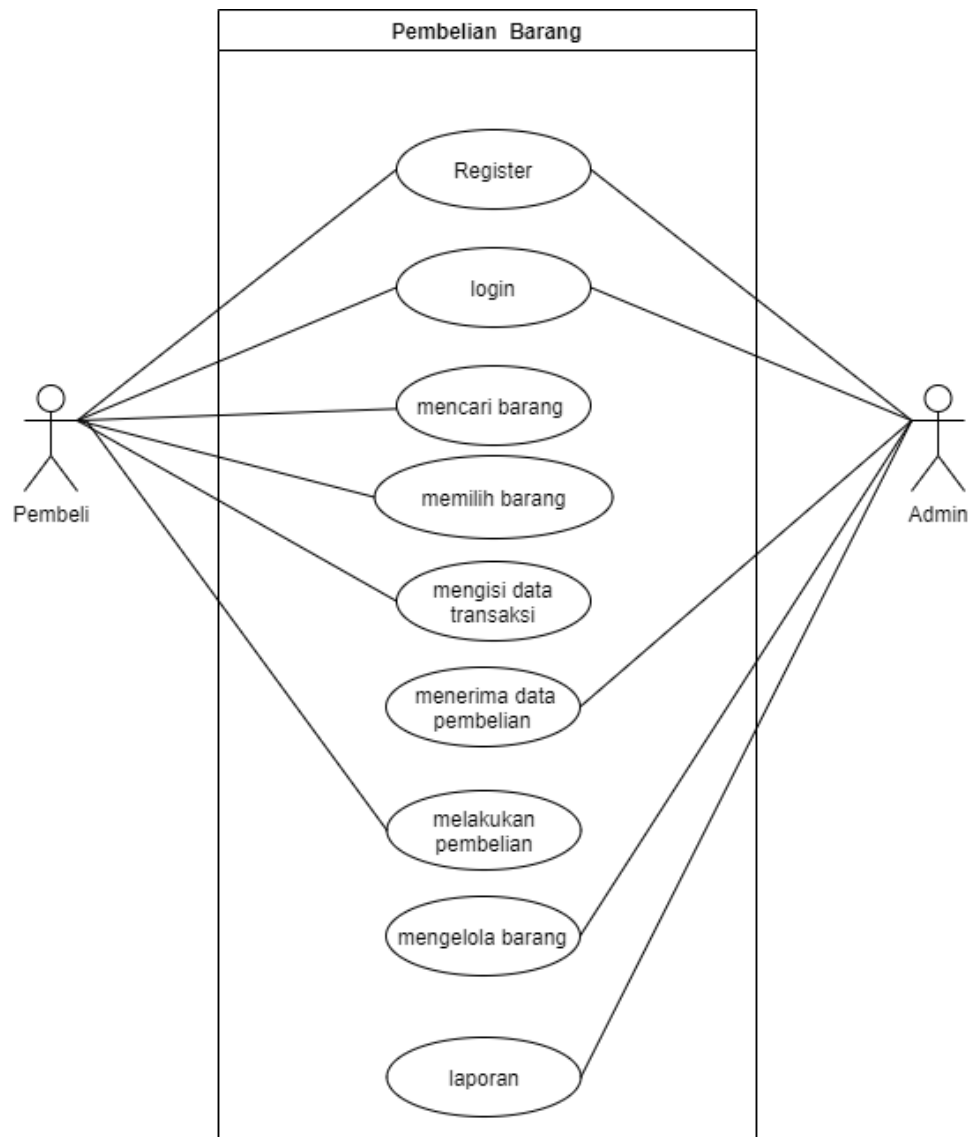 Pembelian Barang
Register
login
mencari barang
memilih barang
Pembeli
Admin
mengisi data
transaksi
menerima data
pembelian
melakukan
pembelian
mengelola barang
laporan